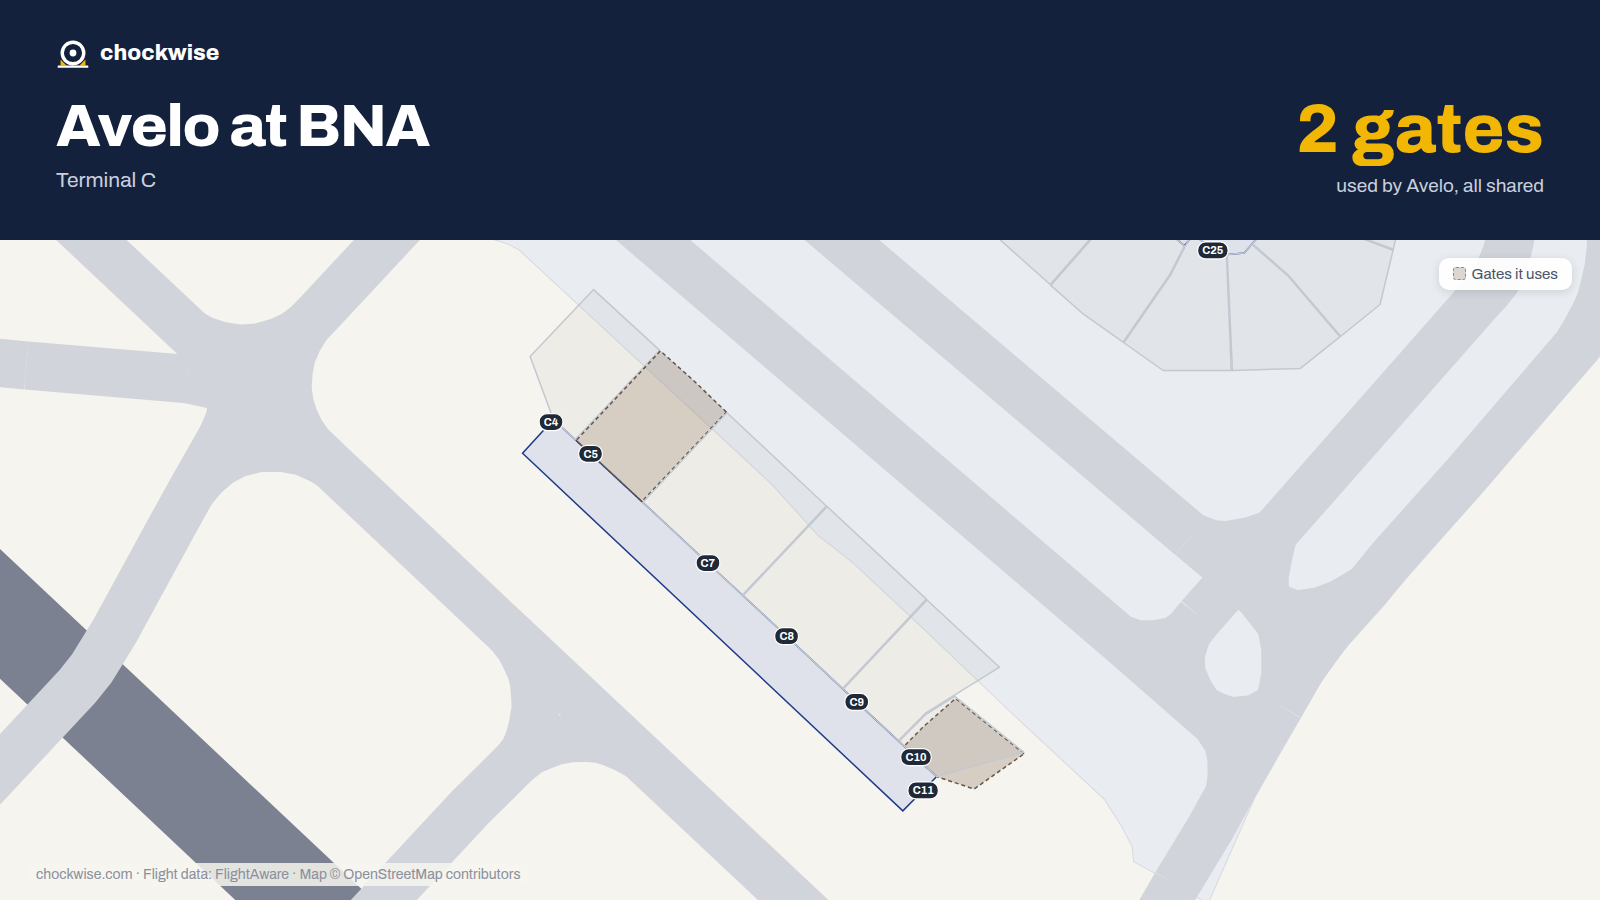 chockwise
Avelo at BNA
Terminal C
2 gates
used by Avelo, all shared
C25
Gates it uses
C4
C5
C7
C8
C9
C10
C11
chockwise.com · Flight data: FlightAware · Map © OpenStreetMap contributors